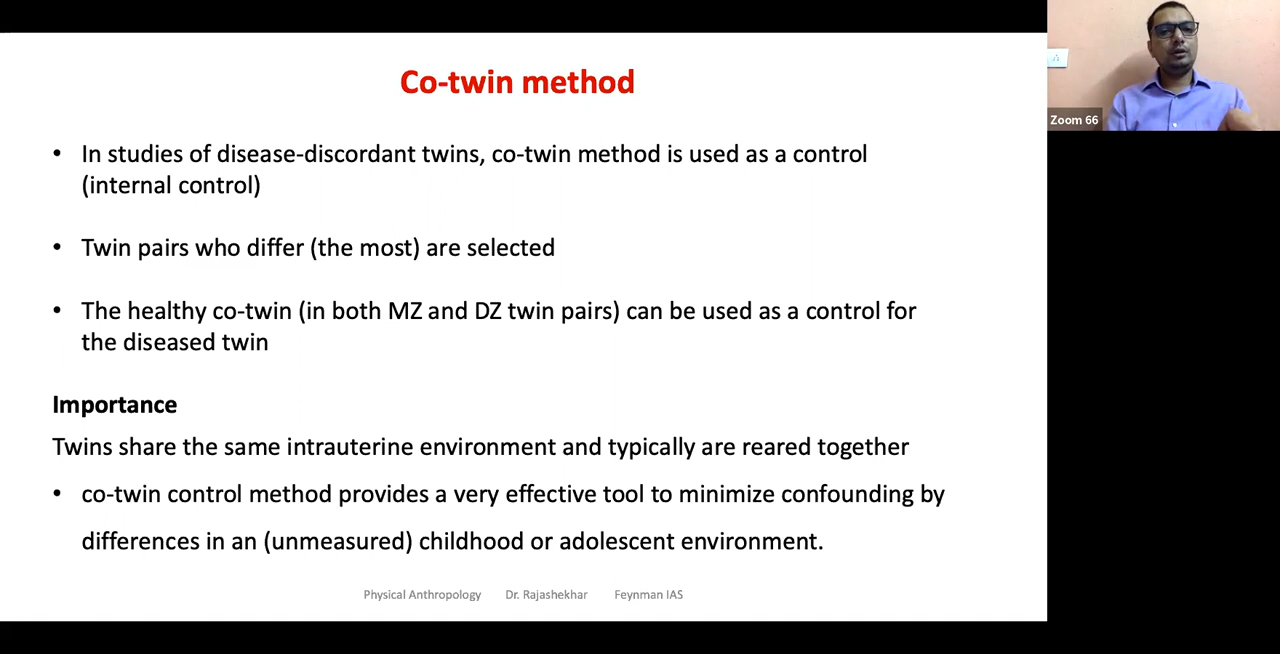 Co-twin method
• In studies of disease-discordant twins, co-twin method is used as a control
(internal control)
• Twin pairs who differ (the most) are selected
• The healthy co-twin (in both MZ and DZ twin pairs) can be used as a control for
the diseased twin
Importance
Twins share the same intrauterine environment and typically are reared together
• co-twin control method provides a very effective tool to minimize confounding by
differences in an (unmeasured) childhood or adolescent environment.
Physical Anthropology Dr. Rajashekhar Feynman IAS
Zoom 66